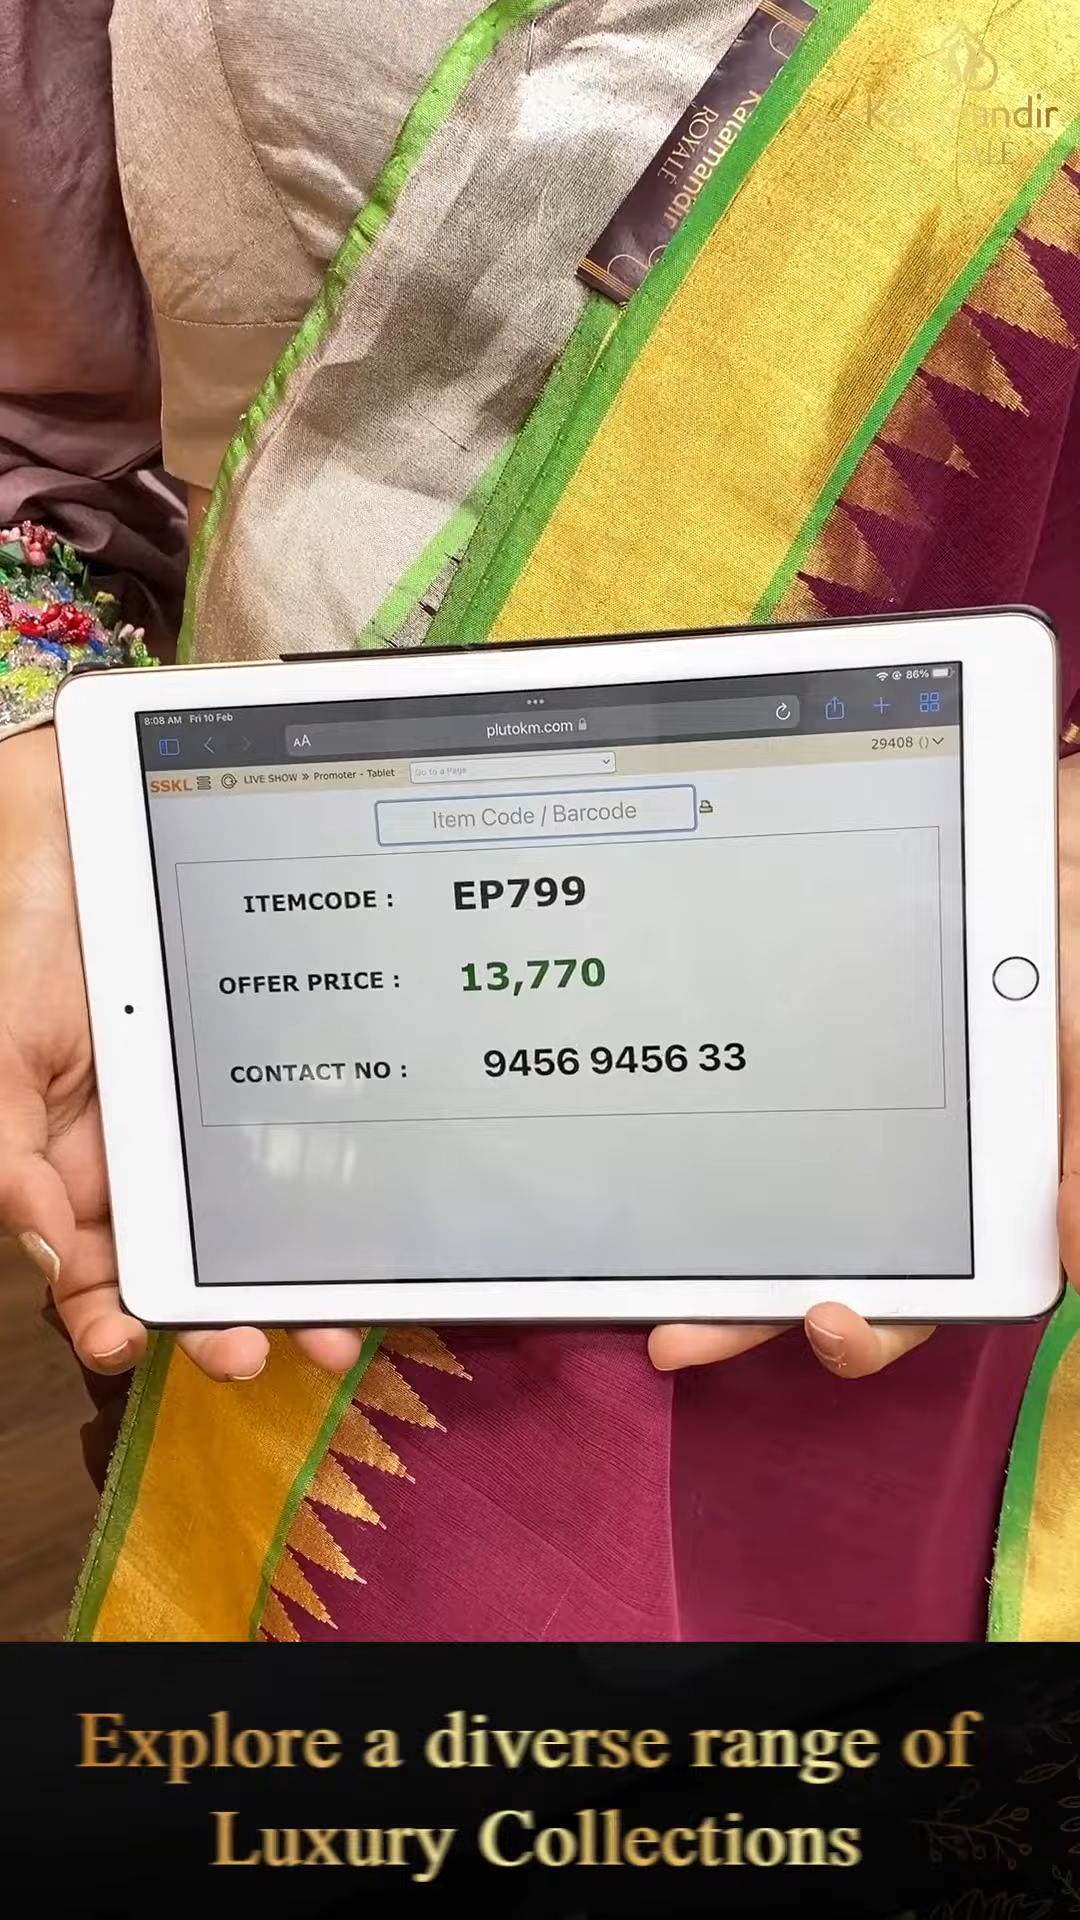 Kalamandir
ROYALE
Kalamandir
8:08 AM Fri 10 Feb
86%
AA
plutokm.com
SSKL
LIVE SHOW » Promoter - Tablet
Go to a Page
29408 ()
Item Code / Barcode
ITEMCODE : EP799
OFFER PRICE : 13,770
CONTACT NO : 9456 9456 33
Explore a diverse range of
Luxury Collections